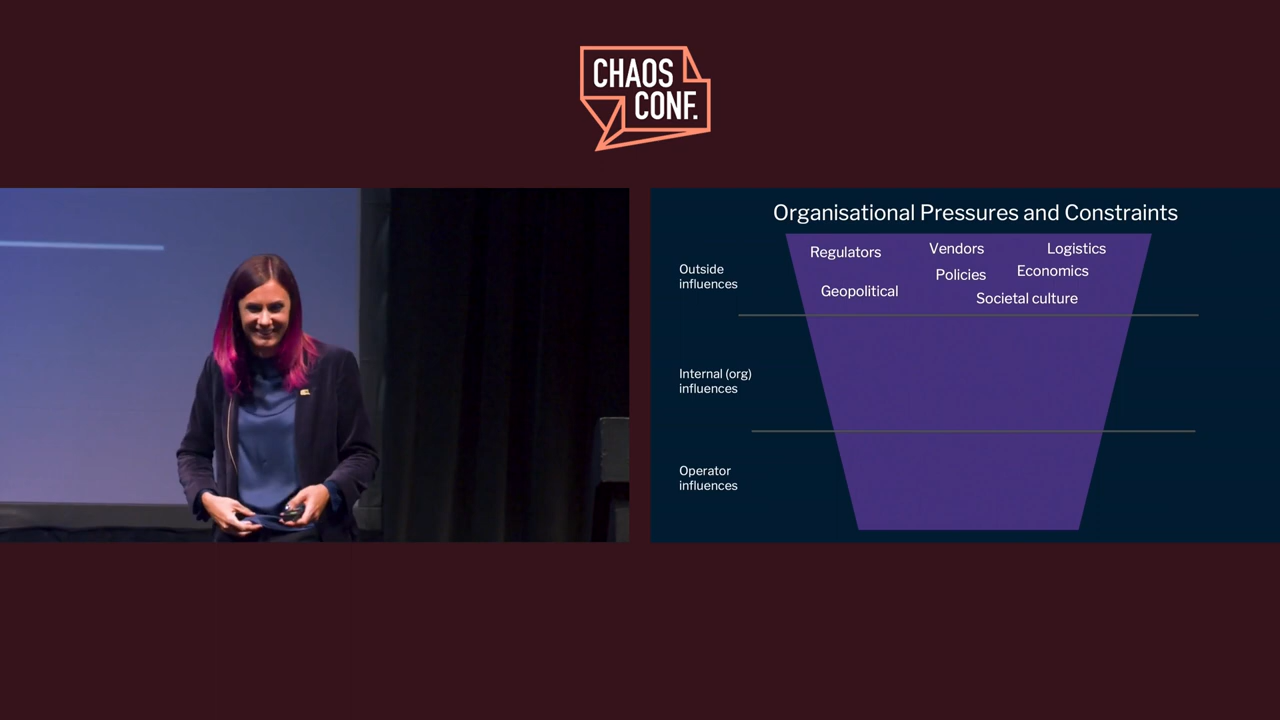 CHAOS
CONF.
Organisational Pressures and Constraints
Outside
influences
Regulators
Vendors
Logistics
Policies
Economics
Geopolitical
Societal culture
Internal (org)
influences
Operator
influences